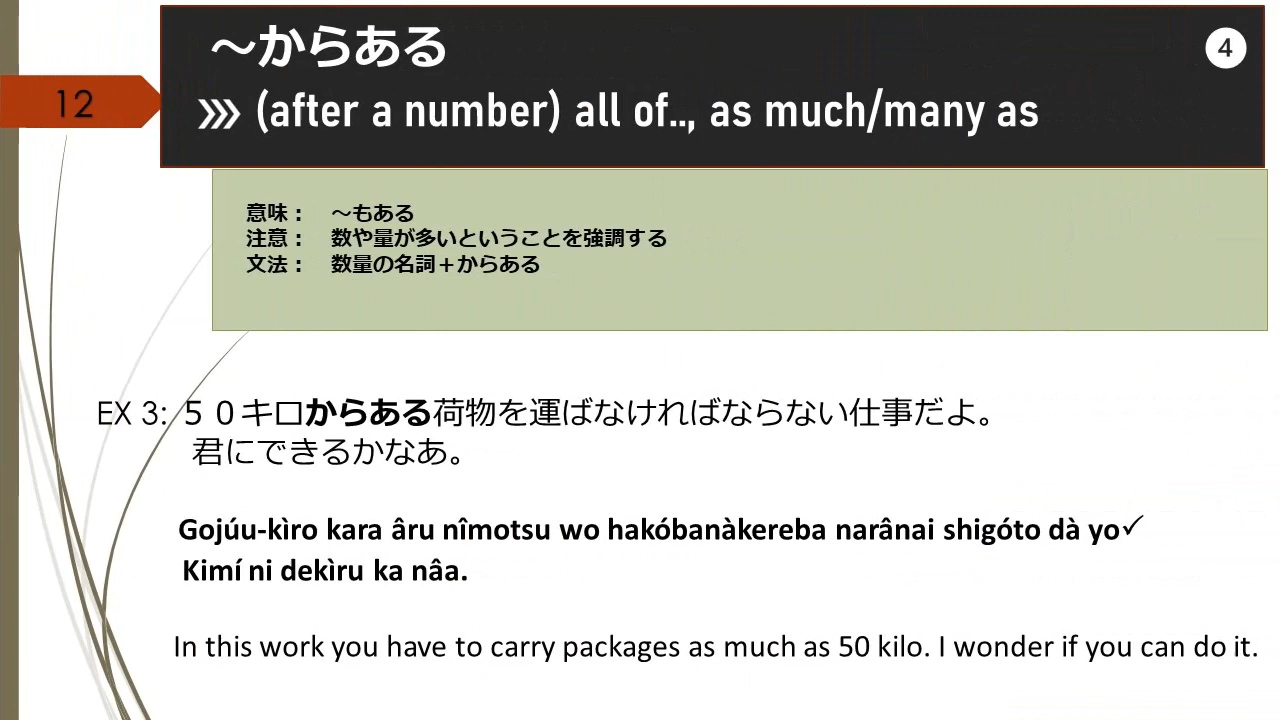 ～からある
4
12
(after a number) all of.., as much/many as
意味： ～もある
注意： 数や量が多いということを強調する
文法： 数量の名詞＋からある
EX 3: ５０キロからある荷物を運ばなければならない仕事だよ。
君にできるかなあ。
Gojúu-kìro kara âru nîmotsu wo hakóbanàkereba narânai shigóto dà yo✓
Kimí ni dekìru ka nâa.
In this work you have to carry packages as much as 50 kilo. I wonder if you can do it.